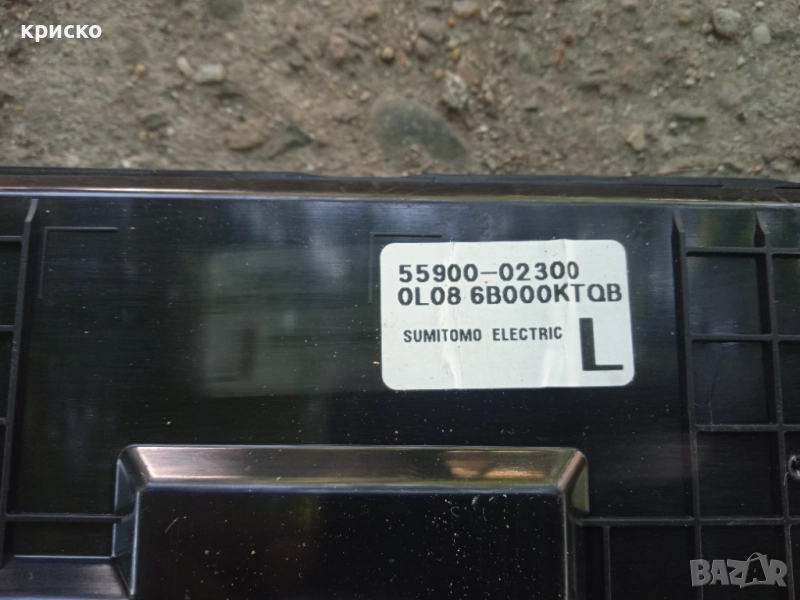 криско
55900-02300
0L08 6B000KTQB
SUMITOMO ELECTRIC L
BAZAR